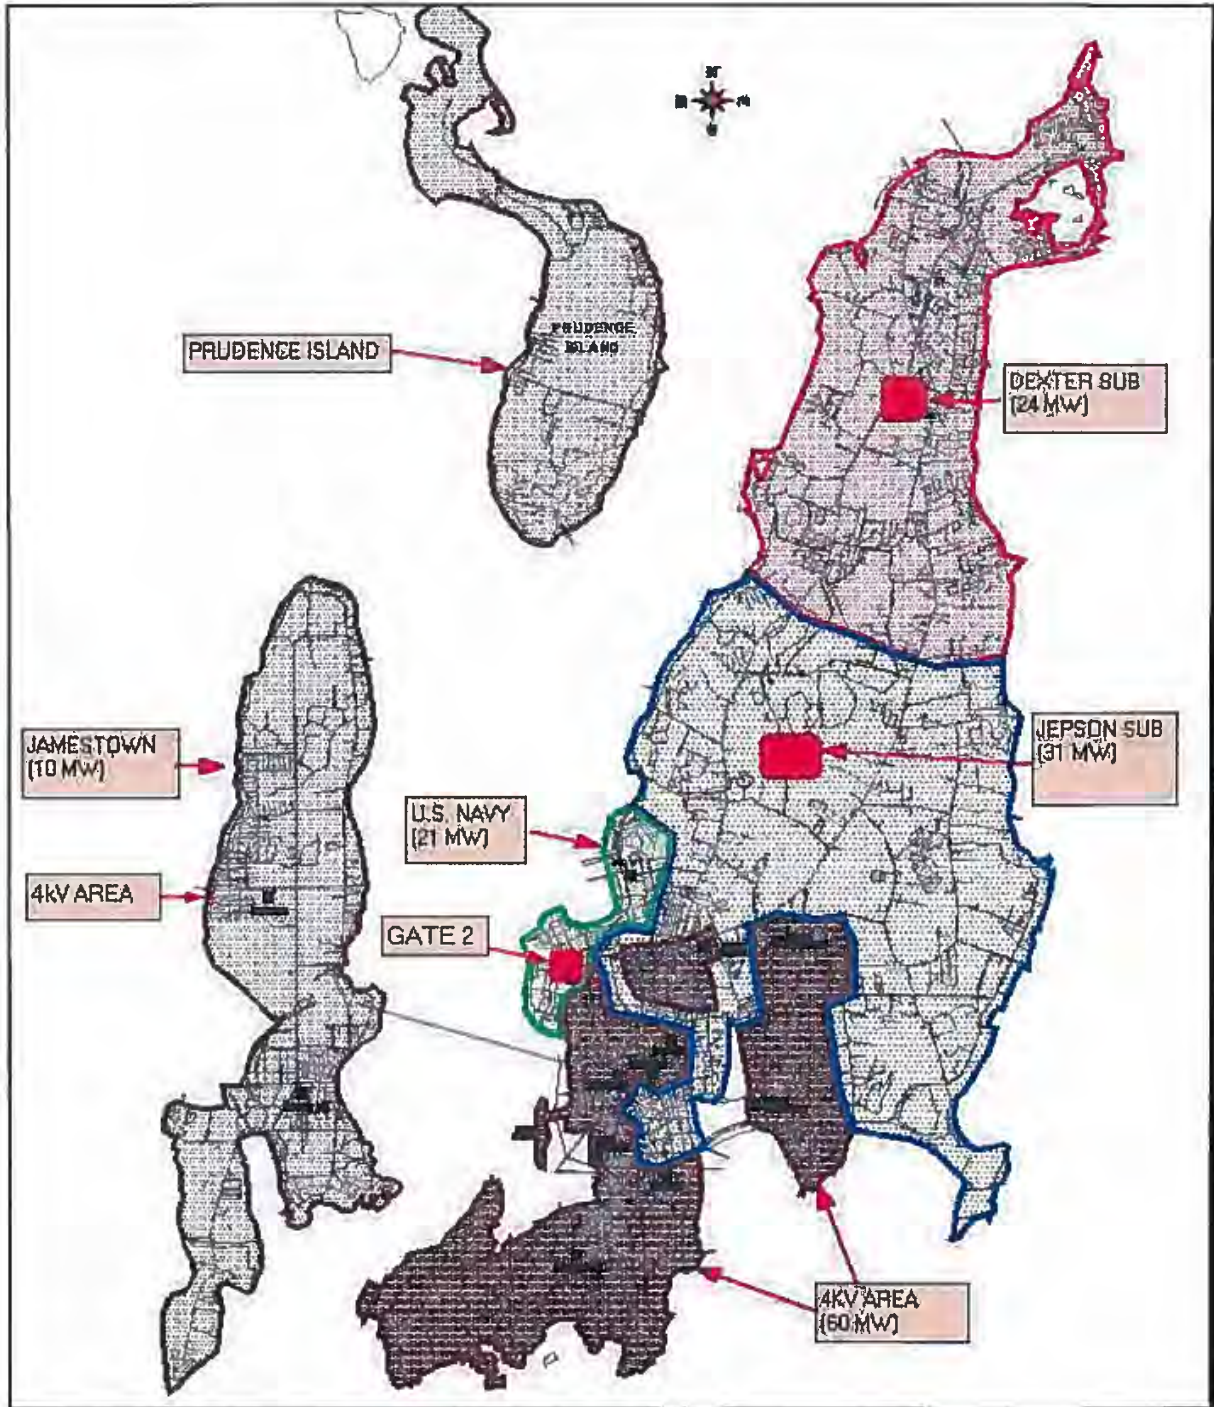 PRUDENCE
ISLAND
PRUDENCE ISLAND
DEXTER SUB
(24 MW)
JAMESTOWN
(10 MW)
JEPSON SUB
(31 MW)
U.S. NAVY
(21 MW)
4kV AREA
GATE 2
4KV AREA
(60 MW)